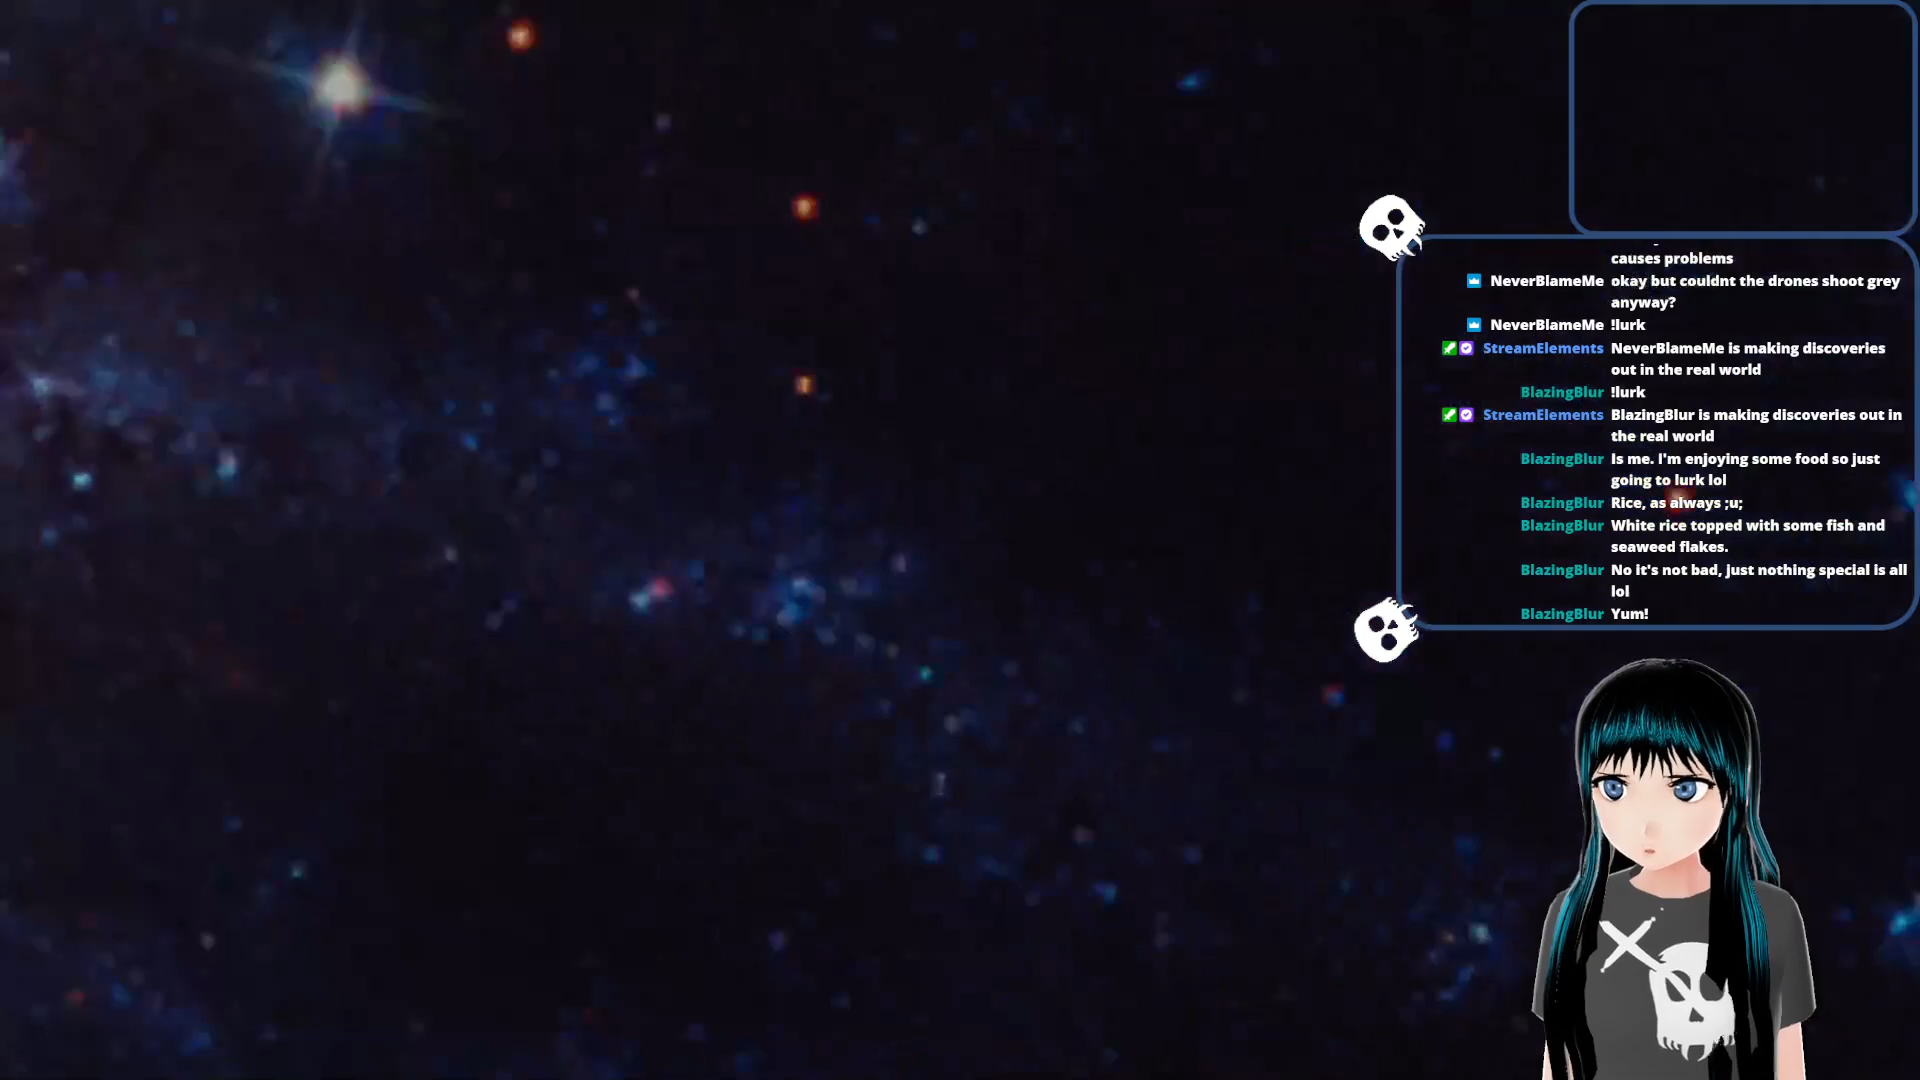 causes problems
NeverBlameMe okay but couldnt the drones shoot grey
anyway?
NeverBlameMe !lurk
StreamElements NeverBlameMe is making discoveries
out in the real world
BlazingBlur !lurk
StreamElements BlazingBlur is making discoveries out in
the real world
BlazingBlur Is me. I'm enjoying some food so just
going to lurk lol
BlazingBlur Rice, as always ;u;
BlazingBlur White rice topped with some fish and
seaweed flakes.
BlazingBlur No it's not bad, just nothing special is all
lol
BlazingBlur Yum!